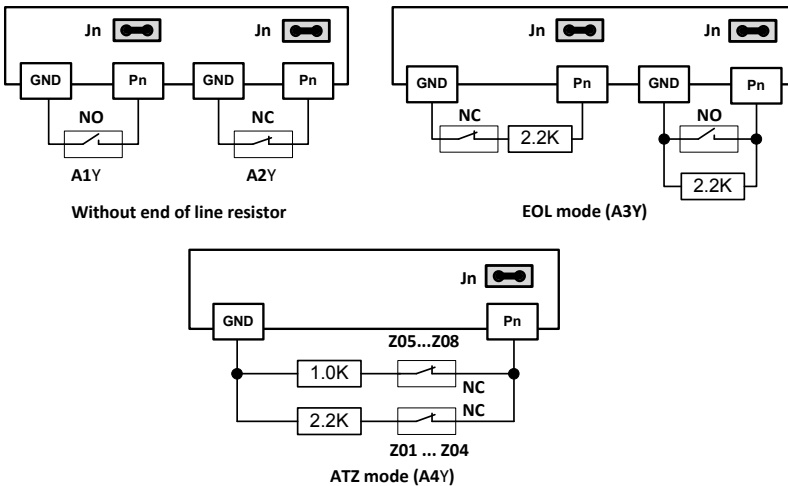 Jn Jn Jn Jn
GND Pn GND Pn GND Pn GND Pn
NO NC NC 2.2K NO
A1Y A2Y 2.2K
Without end of line resistor EOL mode (A3Y)
Jn
GND Pn
Z05...Z08
1.0K NC
2.2K NC
Z01 ... Z04
ATZ mode (A4Y)